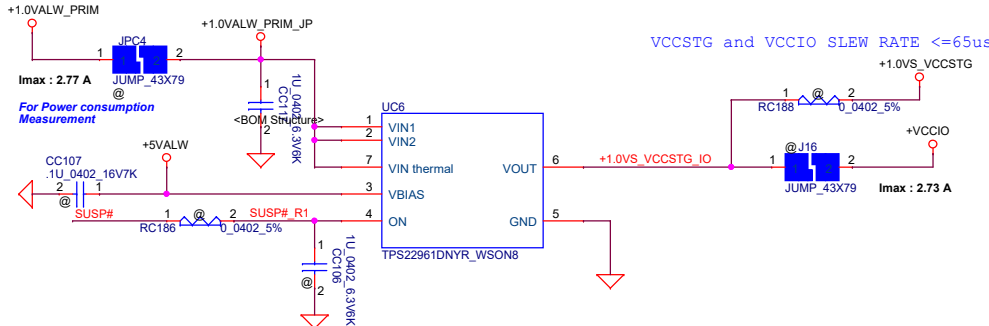 +1.0VALW_PRIM
+1.0VALW_PRIM_JP
VCCSTG and VCCIO SLEW RATE <=65us
JPC4
1
2
1
2
Imax : 2.77 A
JUMP_43X79
@
For Power consumption
Measurement
1
@
2
1U_0402_6.3V6K
<BOM Structure>
+1.0VS_VCCSTG
1
@
2
RC188
0_0402_5%
UC6
1
VIN1
2
VIN2
7
VIN thermal
VOUT
6
+1.0VS_VCCSTG_IO
+VCCIO
@
J16
1
2
JUMP_43X79
Imax : 2.73 A
CC107
.1U_0402_16V7K
+5VALW
2
1
@
3
VBIAS
SUSP#
1
@
2
SUSP#_R1
RC186
0_0402_5%
4
ON
GND
5
TPS22961DNYR_WSON8
1
@
2
1U_0402_6.3V6K
CC106